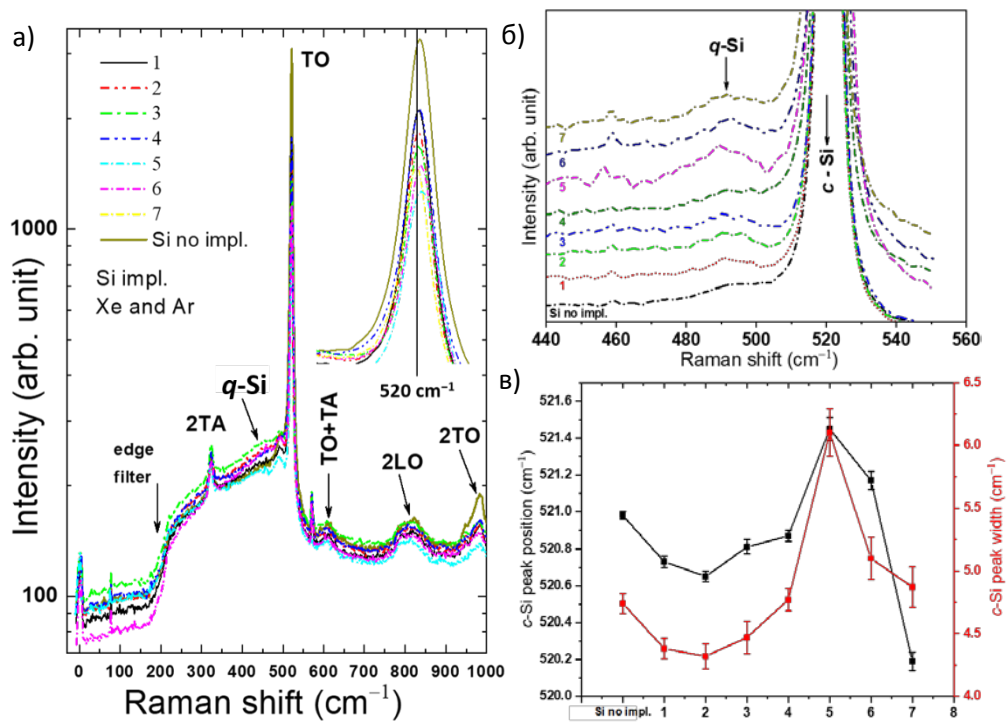 а)
Intensity (arb. unit)
1000
100
1
2
3
4
5
6
7
Si no impl.
Si impl.
Xe and Ar
TO
520 cm⁻¹
q-Si
2TA
edge
filter
TO+TA
2LO
2TO
0 100 200 300 400 500 600 700 800 900 1000
Raman shift (cm⁻¹)
б)
Intensity (arb. unit)
q-Si
c - Si
7
6
5
4
3
2
1
Si no impl.
440 460 480 500 520 540 560
Raman shift (cm⁻¹)
в)
c-Si peak position (cm⁻¹)
521.6
521.4
521.2
521.0
520.8
520.6
520.4
520.2
520.0
6.5
6.0
5.5
5.0
4.5
4.0
c-Si peak width (cm⁻¹)
Si no impl. 1 2 3 4 5 6 7 8